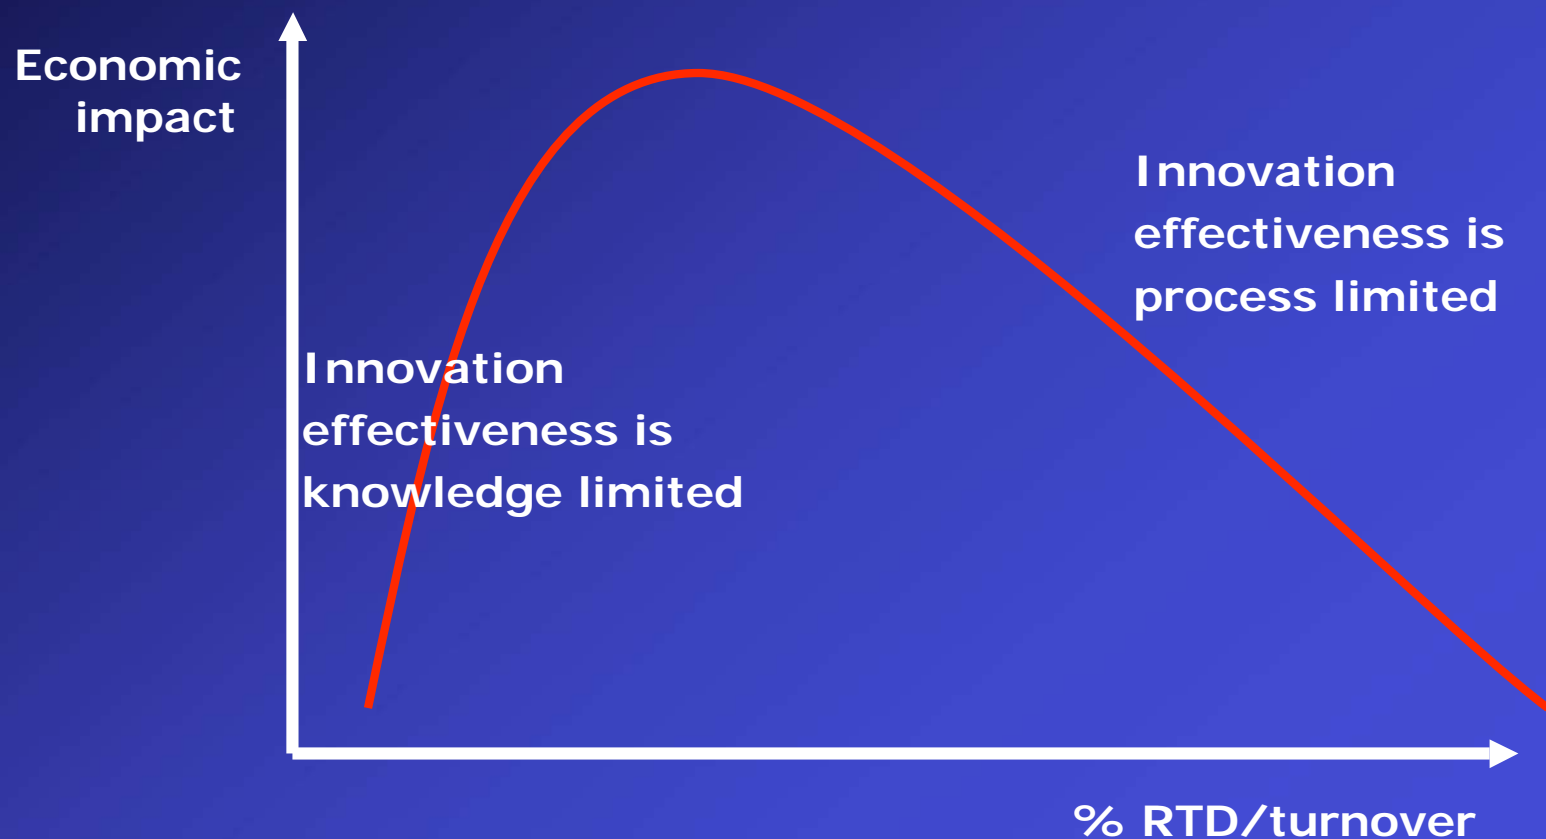 Economic
impact
Innovation
effectiveness is
process limited
Innovation
effectiveness is
knowledge limited
% RTD/turnover